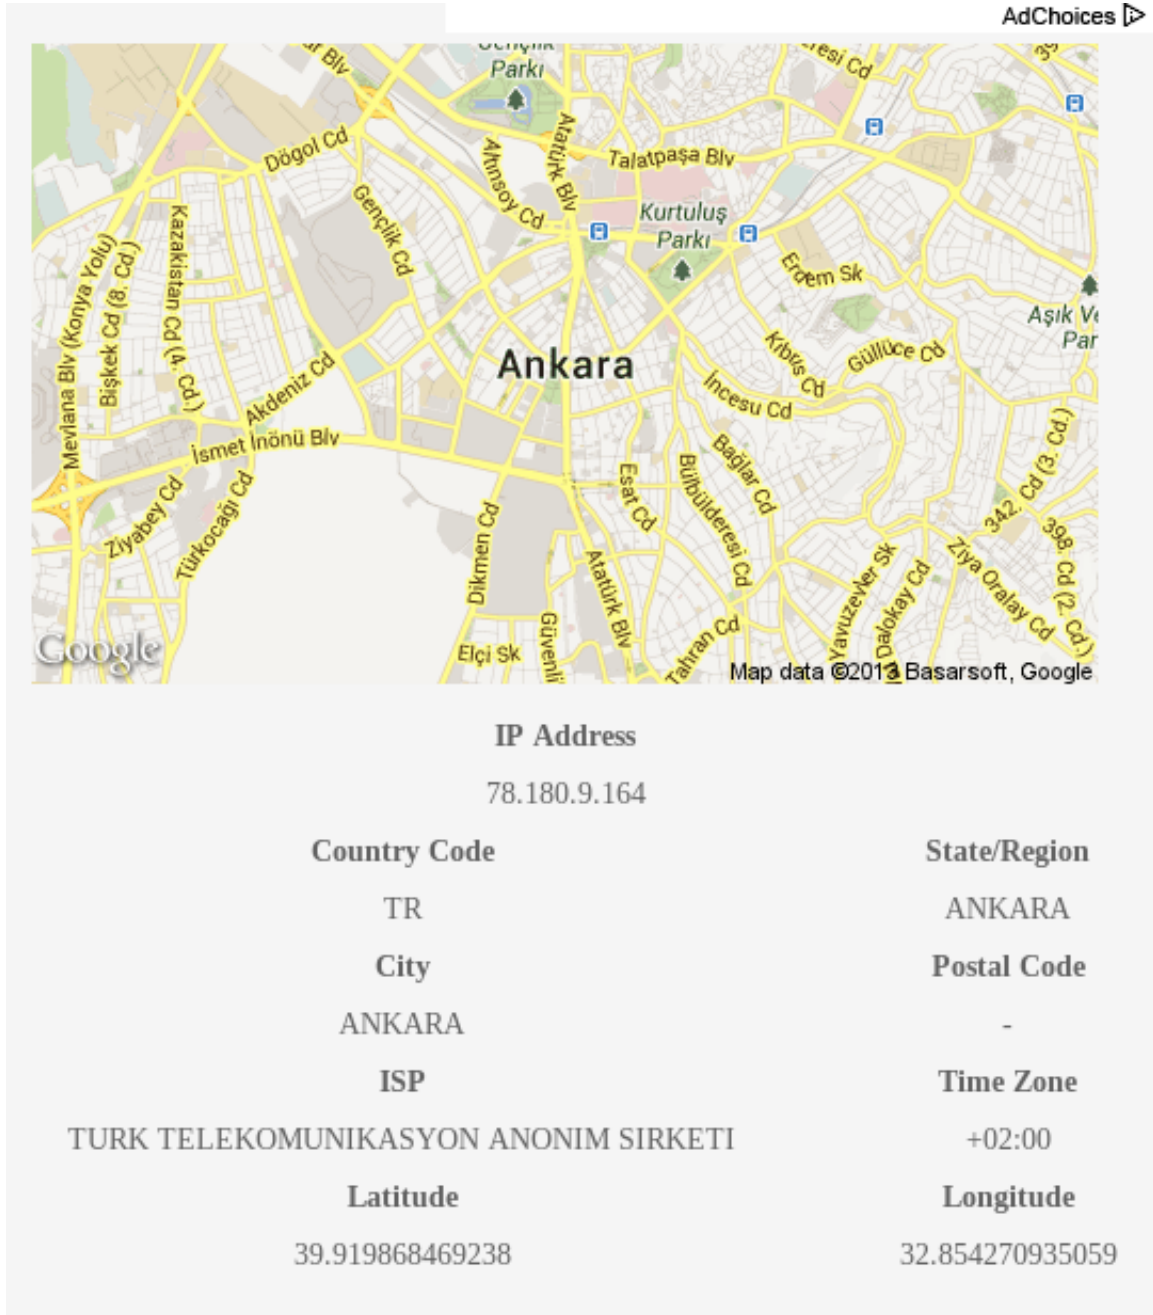 AdChoices
Gençlik
Parkı
Blv
Dögol Cd
Altınsoy Cd
Atatürk Blv
Talatpaşa Blv
Gençlik Cd
Kazakistan Cd (4. Cd.)
Kurtuluş
Parkı
Erdem Sk
Mevlana Blv (Konya Yolu)
Bişkek Cd (8. Cd.)
Aşık Ve
Par
Kıbrıs Cd
Güllüce Cd
Ankara
Akdeniz Cd
İncesu Cd
İsmet İnönü Blv
Bağlar Cd
342. Cd (3. Cd.)
Ziyabey Cd
Türkocağı Cd
Esat Cd
Bülbülderesi Cd
398. Cd (2. Cd.)
Dikmen Cd
Atatürk Blv
Ziya Oralay Cd
Yavuzevler Sk
Dalokay Cd
Güvenli
Tahran Cd
Elçi Sk
Google
Map data ©2013 Basarsoft, Google
IP Address
78.180.9.164
Country Code State/Region
TR ANKARA
City Postal Code
ANKARA -
ISP Time Zone
TURK TELEKOMUNIKASYON ANONIM SIRKETI +02:00
Latitude Longitude
39.919868469238 32.854270935059